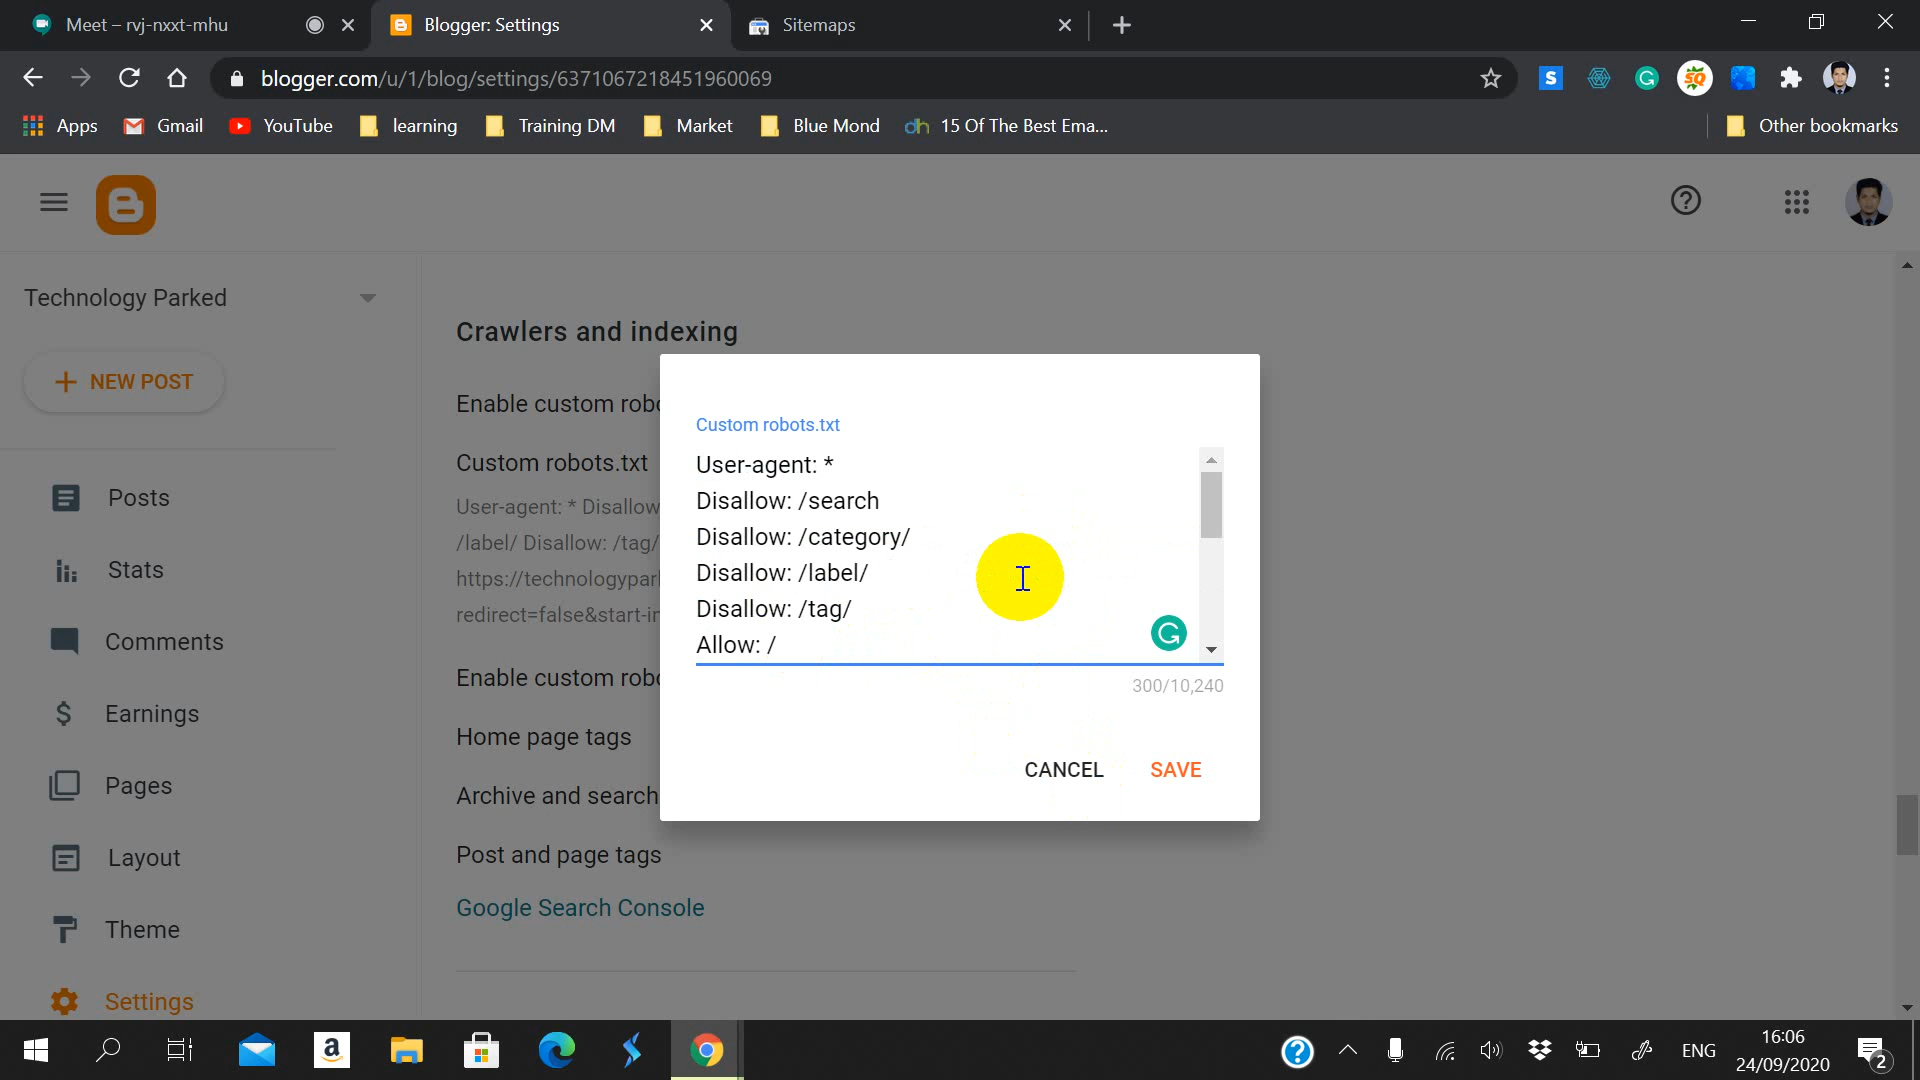 Meet – rvj-nxxt-mhu
Blogger: Settings
Sitemaps
blogger.com/u/1/blog/settings/6371067218451960069
Apps
Gmail
YouTube
learning
Training DM
Market
Blue Mond
15 Of The Best Ema...
Other bookmarks
Technology Parked
NEW POST
Posts
Stats
Comments
Earnings
Pages
Layout
Theme
Settings
Crawlers and indexing
Enable custom robo
Custom robots.txt
User-agent: * Disallow
/label/ Disallow: /tag/
https://technologypark
redirect=false&start-in
Enable custom robo
Home page tags
Archive and search
Post and page tags
Google Search Console
Custom robots.txt
User-agent: *
Disallow: /search
Disallow: /category/
Disallow: /label/
Disallow: /tag/
Allow: /
300/10,240
CANCEL
SAVE
ENG
16:06
24/09/2020
2